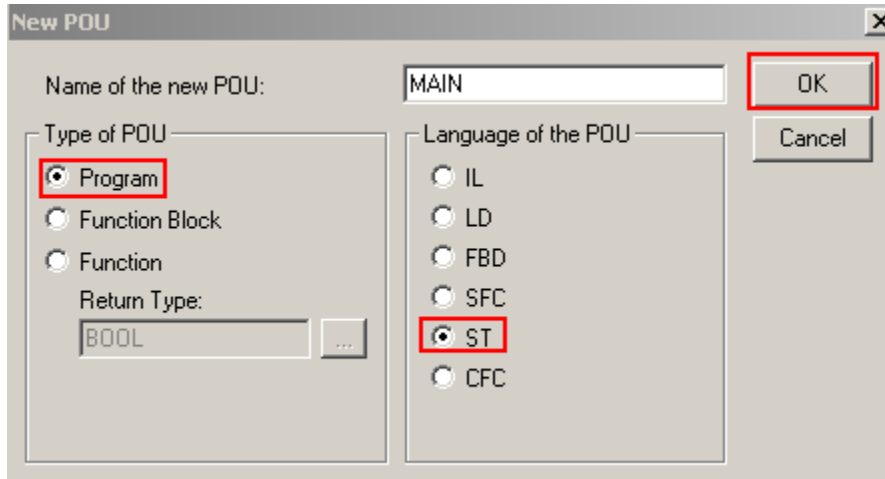 New POU
Name of the new POU:
MAIN
OK
Cancel
Type of POU
Program
Function Block
Function
Return Type:
BOOL
...
Language of the POU
IL
LD
FBD
SFC
ST
CFC